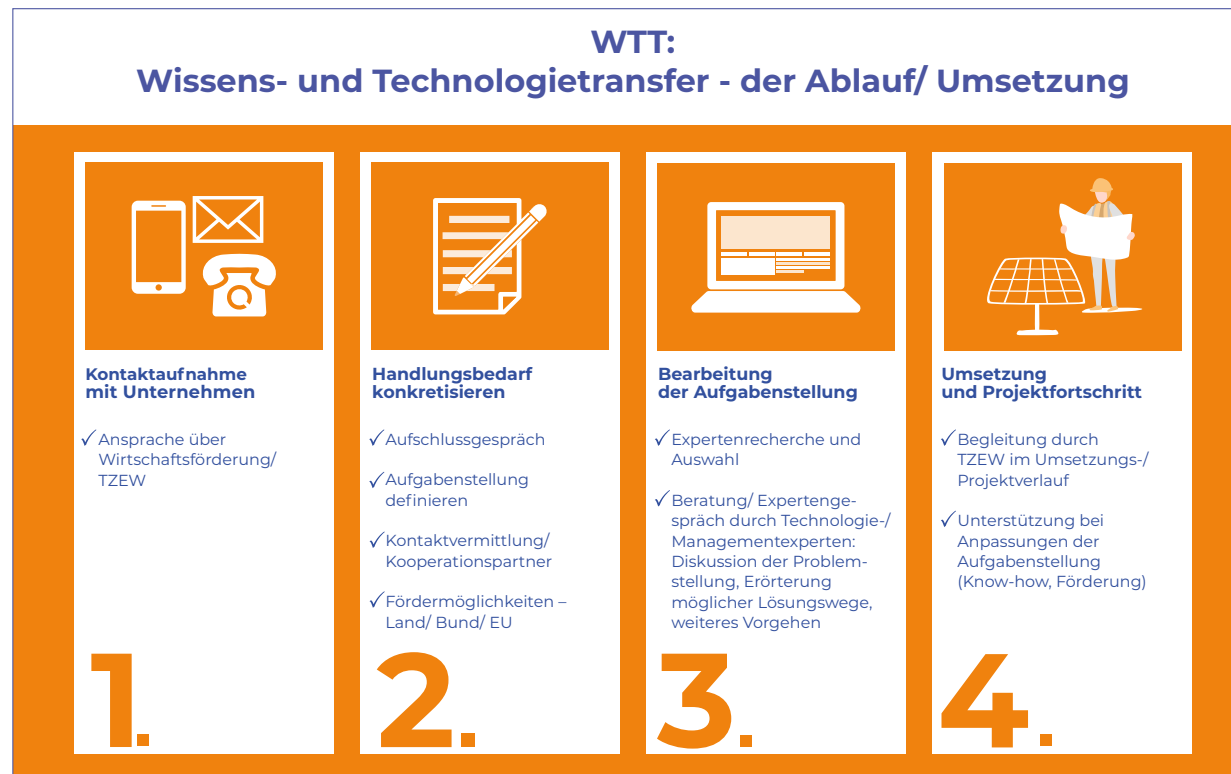 WTT:
Wissens- und Technologietransfer - der Ablauf/ Umsetzung
Kontaktaufnahme
mit Unternehmen
✓Ansprache über
Wirtschaftsförderung/
TZEW
1.
Handlungsbedarf
konkretisieren
✓Aufschlussgespräch
✓Aufgabenstellung
definieren
✓Kontaktvermittlung/
Kooperationspartner
✓Fördermöglichkeiten –
Land/ Bund/ EU
2.
Bearbeitung
der Aufgabenstellung
✓Expertenrecherche und
Auswahl
✓Beratung/ Expertenge-
spräch durch Technologie-/
Managementexperten:
Diskussion der Problem-
stellung, Erörterung
möglicher Lösungswege,
weiteres Vorgehen
3.
Umsetzung
und Projektfortschritt
✓Begleitung durch
TZEW im Umsetzungs-/
Projektverlauf
✓Unterstützung bei
Anpassungen der
Aufgabenstellung
(Know-how, Förderung)
4.